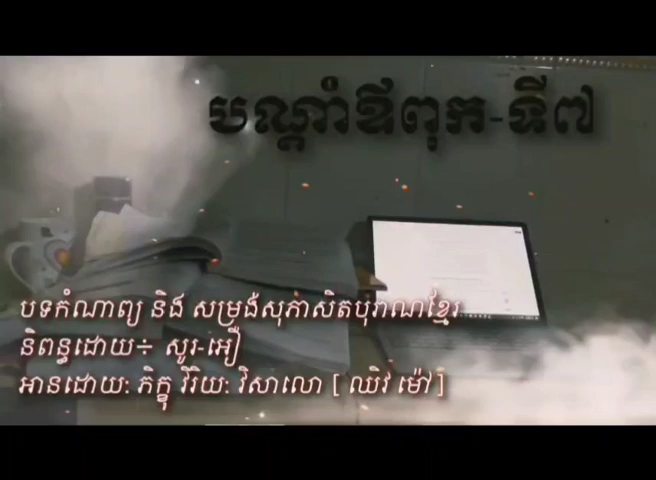 បណ្ដាំឪពុក-ទី៧
បទកំណាព្យ និង សម្រង់សុភាសិតបុរាណខ្មែរ
និពន្ធដោយ÷ សូរ-អឿ
អានដោយ: ភិក្ខុ វិរិយ: វិសាលោ [ ឈិវ ម៉ៅ ]